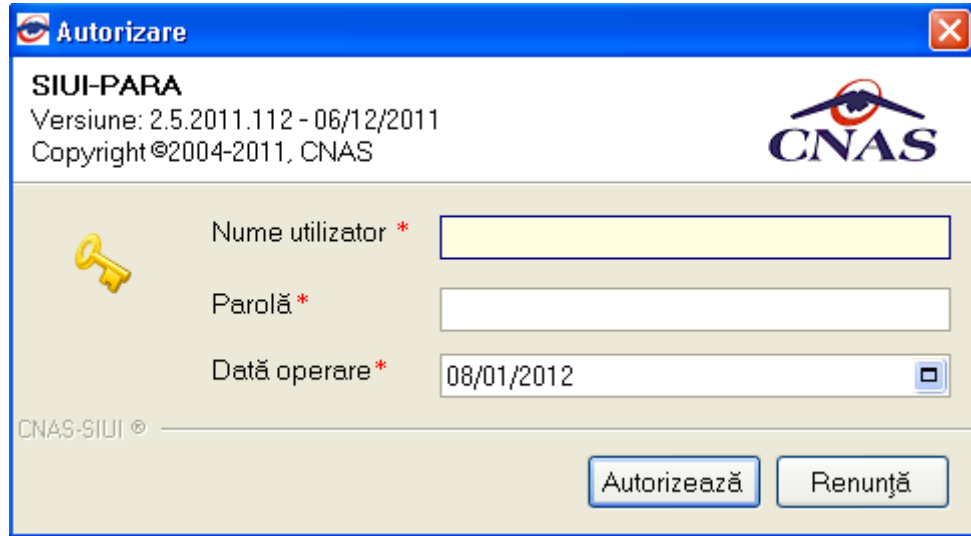 Autorizare
SIUI-PARA
Versiune: 2.5.2011.112 - 06/12/2011
Copyright ©2004-2011, CNAS
CNAS
Nume utilizator *
Parolă *
Dată operare *
08/01/2012
CNAS-SIUI ®
Autorizează
Renunţă